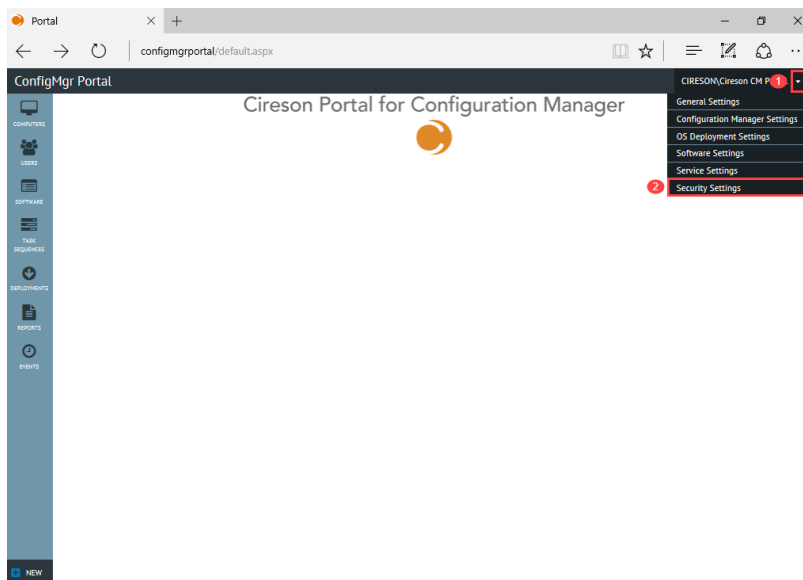 Portal
configmgrportal/default.aspx
ConfigMgr Portal
CIRESON\Cireson CM P
1
Cireson Portal for Configuration Manager
General Settings
Configuration Manager Settings
OS Deployment Settings
Software Settings
Service Settings
2 Security Settings
COMPUTERS
USERS
SOFTWARE
TASK
SEQUENCES
DEPLOYMENTS
REPORTS
EVENTS
NEW